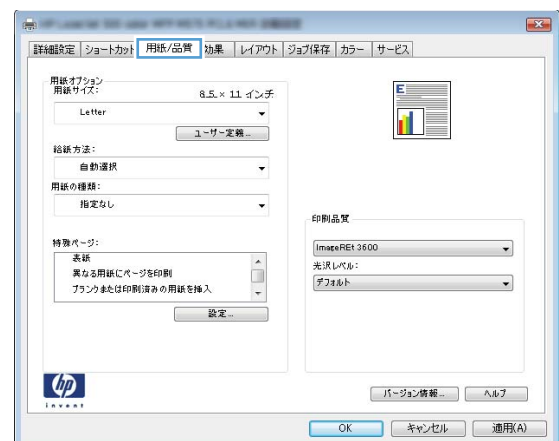 詳細設定 ショートカット 用紙/品質 効果 レイアウト ジョブ保存 カラー サービス
用紙オプション
用紙サイズ: 8.5 × 11 インチ
Letter
ユーザー定義...
給紙方法:
自動選択
用紙の種類:
指定なし
特殊ページ:
表紙
異なる用紙にページを印刷
ブランクまたは印刷済みの用紙を挿入
設定...
E
印刷品質
ImageREt 3600
光沢レベル:
デフォルト
hp
invent
バージョン情報... ヘルプ
OK キャンセル 適用(A)